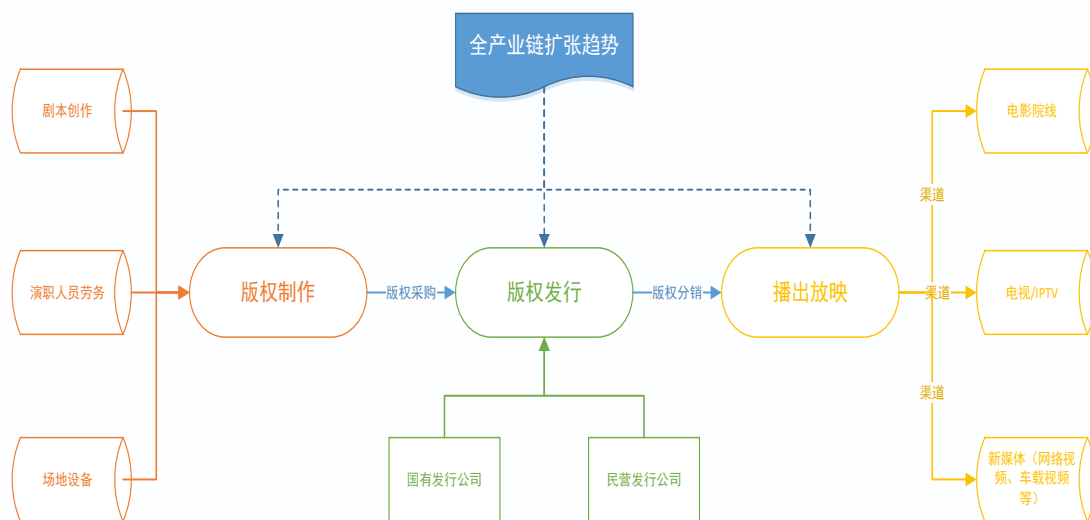 全产业链扩张趋势
剧本创作
电影院线
渠道
演职人员劳务
版权制作
版权采购
版权发行
版权分销
播出放映
渠道
电视/IPTV
渠道
场地设备
国有发行公司
民营发行公司
新媒体（网络视
频、车载视频
等）